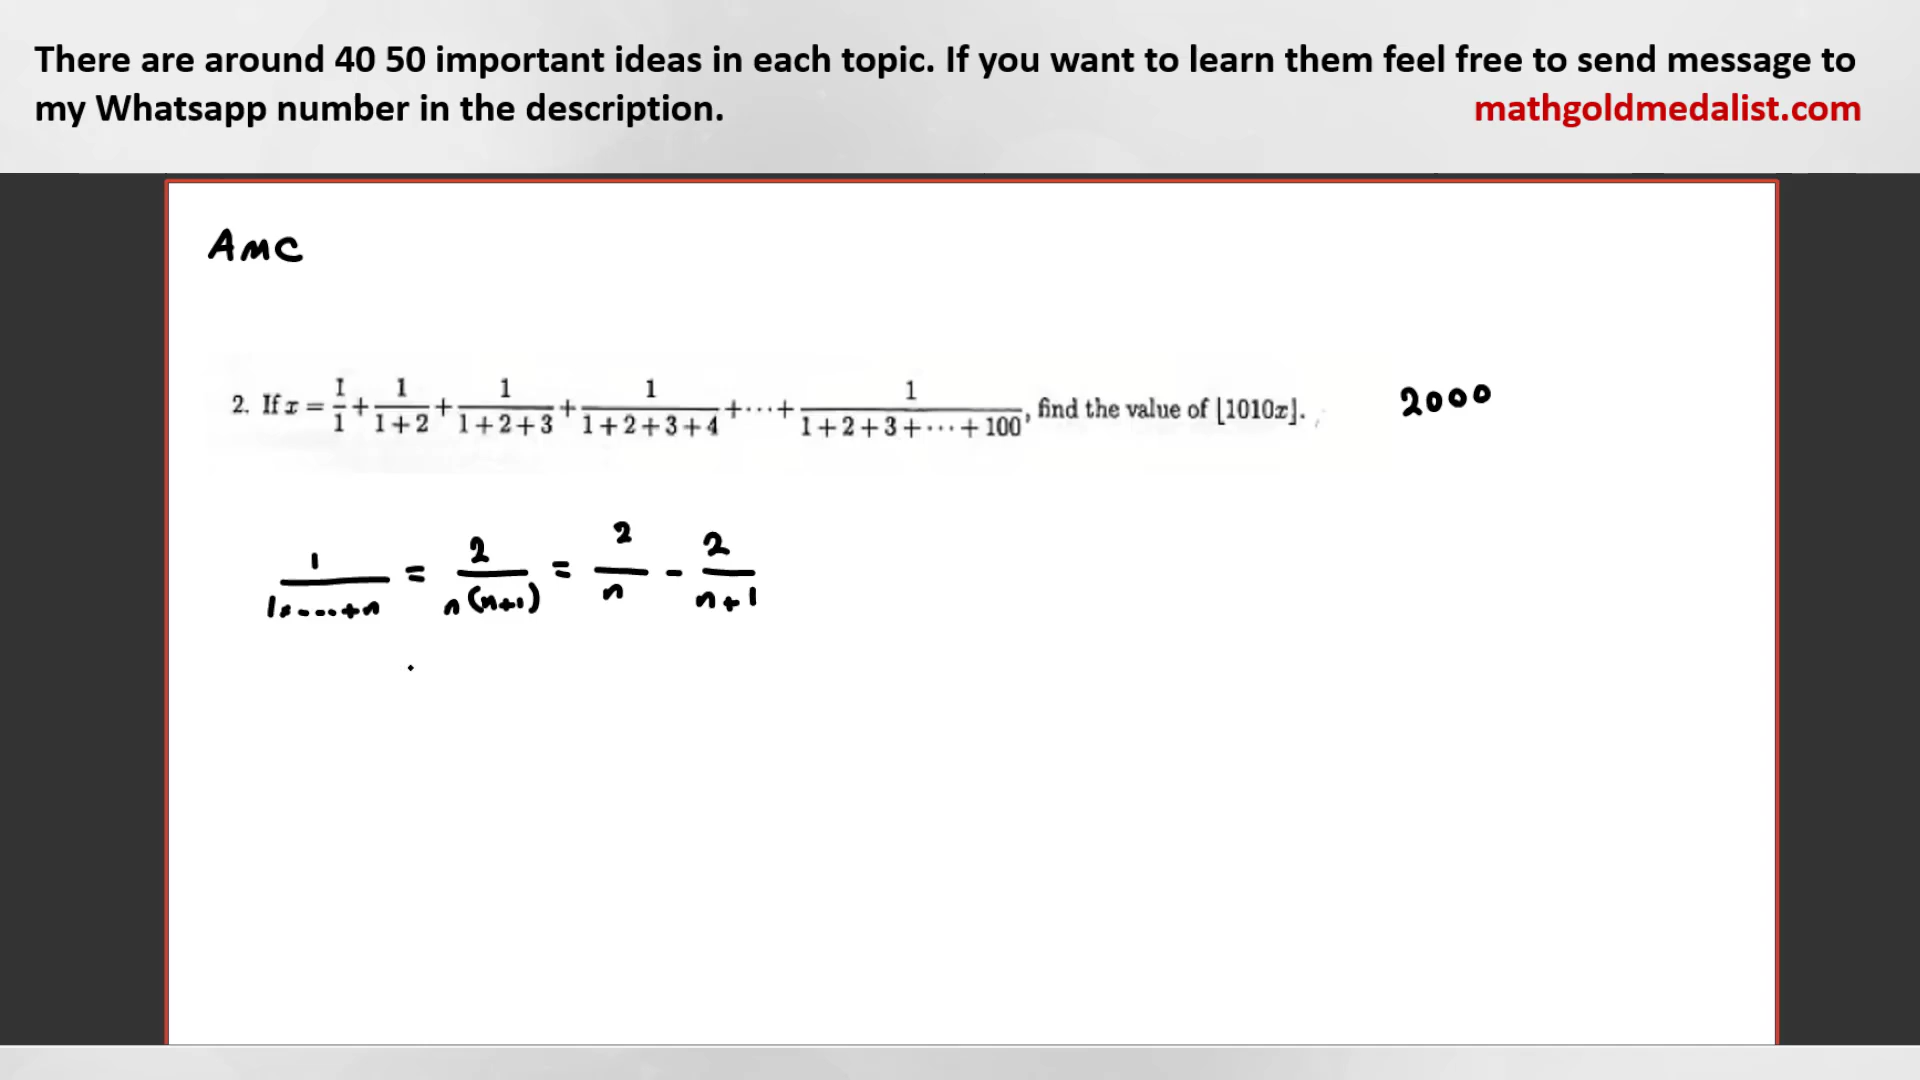 There are around 40 50 important ideas in each topic. If you want to learn them feel free to send message to
my Whatsapp number in the description. mathgoldmedalist.com
AMC
2. If x = 1/1 + 1/(1+2) + 1/(1+2+3) + 1/(1+2+3+4) + ··· + 1/(1+2+3+···+100), find the value of ⌊1010x⌋. 2000
1/(1+....+n) = 2/(n(n+1)) = 2/n - 2/(n+1)